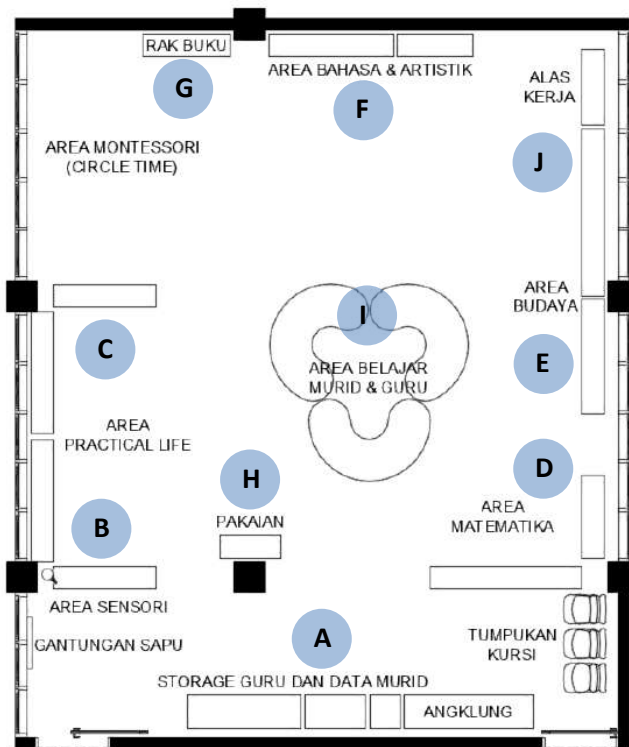 RAK BUKU
G
AREA BAHASA & ARTISTIK
F
ALAS
KERJA
J
AREA MONTESSORI
(CIRCLE TIME)
I
AREA
BUDAYA
C
E
AREA BELAJAR
MURID & GURU
AREA
PRACTICAL LIFE
H
D
PAKAIAN
B
AREA
MATEMATIKA
AREA SENSORI
GANTUNGAN SAPU
A
TUMPUKAN
KURSI
STORAGE GURU DAN DATA MURID
ANGKLUNG